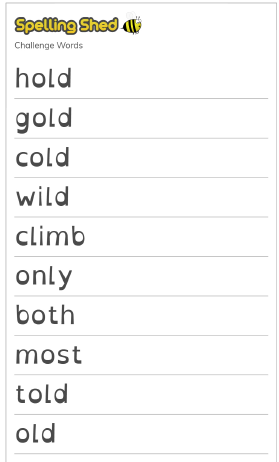 Spelling Shed
Challenge Words
hold
gold
cold
wild
climb
only
both
most
told
old